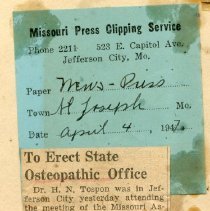 Missouri Press Clipping Service
Phone 2211 523 E. Capitol Ave.
Jefferson City, Mo.
Paper News-Press
Town St Joseph Mo.
Date April 4, 1947
To Erect State
Osteopathic Office
Dr. H. N. Tospon was in Jef-
ferson City yesterday attending
the meeting of the Missouri As-